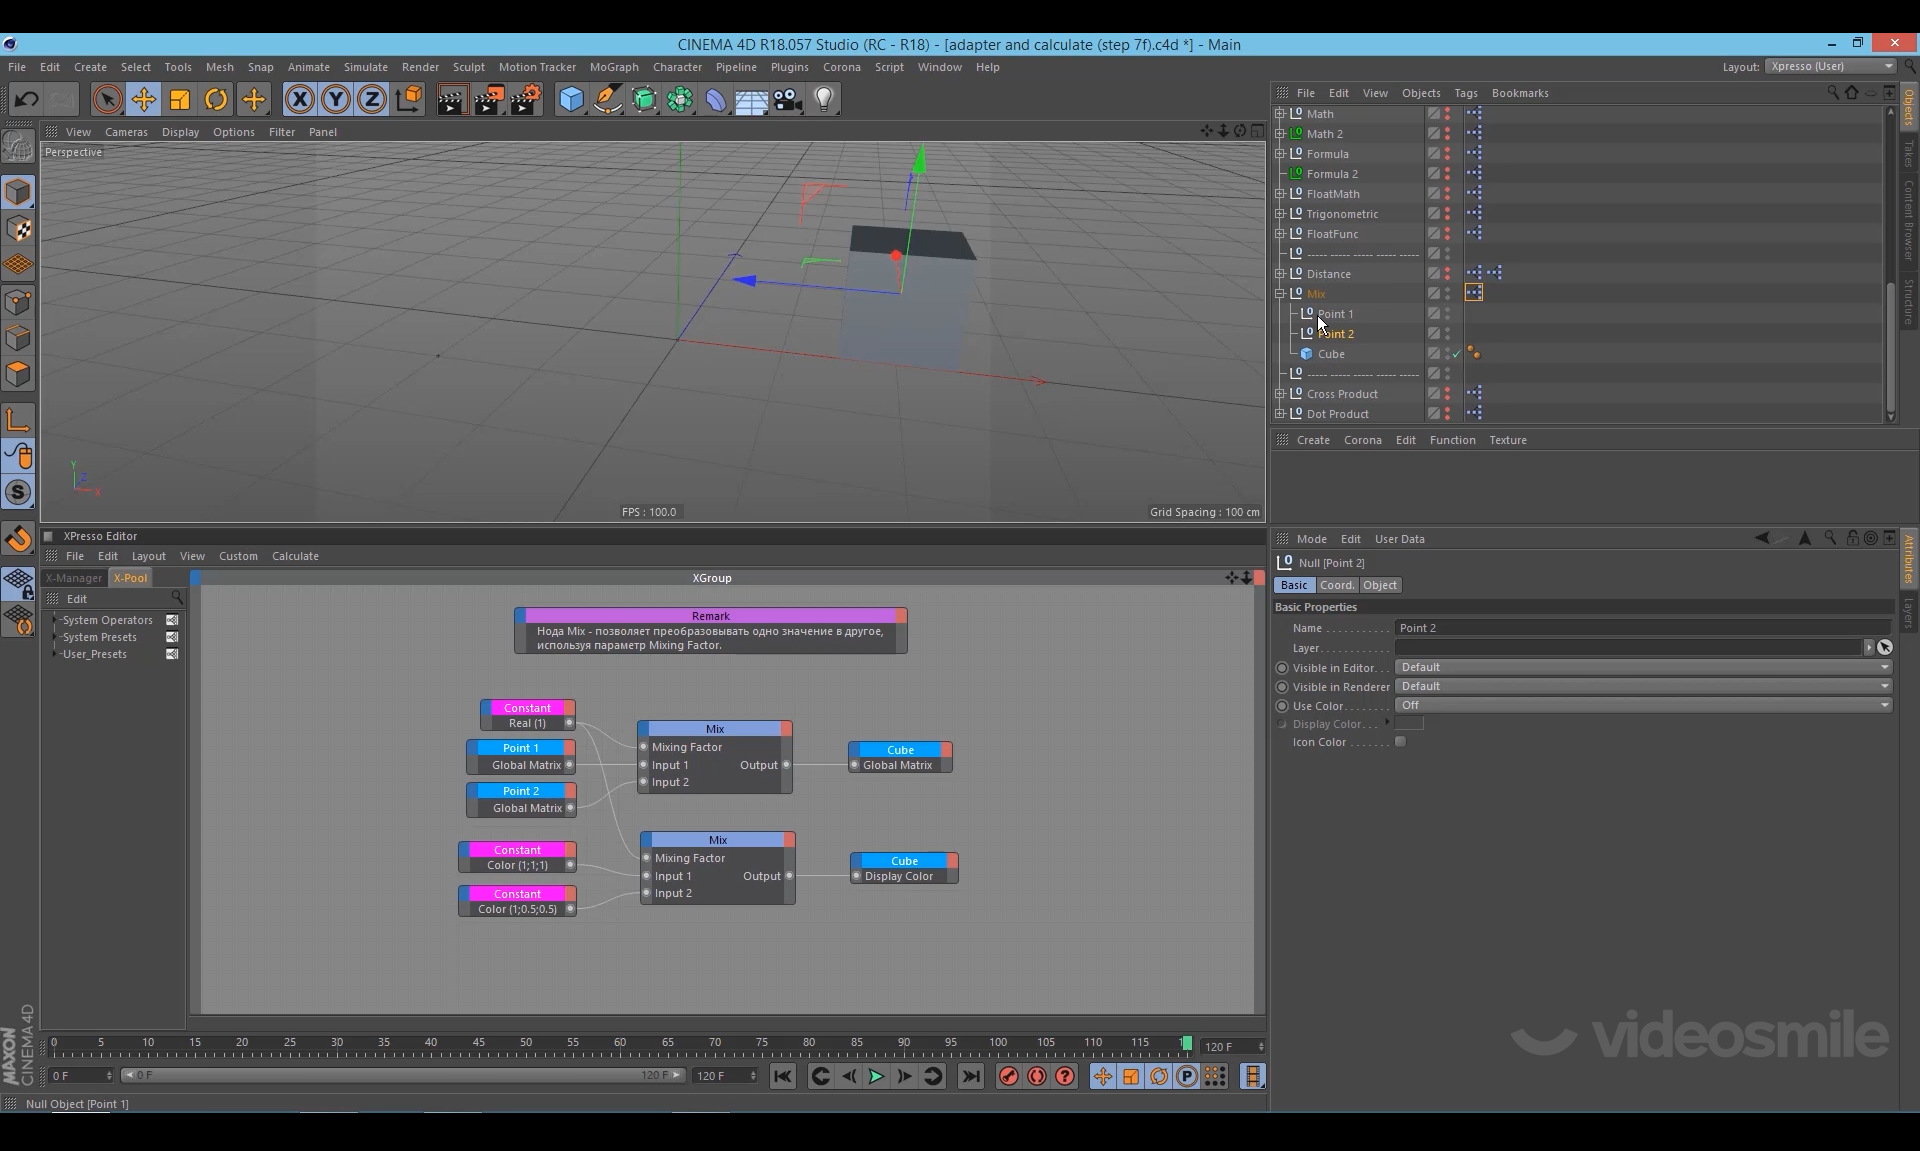 CINEMA 4D R18.057 Studio (RC - R18) - [adapter and calculate (step 7f).c4d *] - Main
File Edit Create Select Tools Mesh Snap Animate Simulate Render Sculpt Motion Tracker MoGraph Character Pipeline Plugins Corona Script Window Help
Layout: Xpresso (User)
View Cameras Display Options Filter Panel
Perspective
Y
Z
X
FPS : 100.0
Grid Spacing : 100 cm
File Edit View Objects Tags Bookmarks
Math
Math 2
Formula
Formula 2
FloatMath
Trigonometric
FloatFunc
----- ----- ----- ----- -----
Distance
Mix
Point 1
Point 2
Cube
----- ----- ----- ----- -----
Cross Product
Dot Product
Objects
Takes
Content Browser
Structure
Create Corona Edit Function Texture
XPresso Editor
File Edit Layout View Custom Calculate
X-Manager X-Pool
Edit
System Operators
System Presets
User_Presets
XGroup
Remark
Нода Mix - позволяет преобразовывать одно значение в другое,
используя параметр Mixing Factor.
Constant
Real (1)
Point 1
Global Matrix
Point 2
Global Matrix
Constant
Color (1;1;1)
Constant
Color (1;0.5;0.5)
Mix
Mixing Factor
Input 1 Output
Input 2
Mix
Mixing Factor
Input 1 Output
Input 2
Cube
Global Matrix
Cube
Display Color
Mode Edit User Data
Null [Point 2]
Basic Coord. Object
Basic Properties
Name Point 2
Layer
Visible in Editor Default
Visible in Renderer Default
Use Color Off
Display Color
Icon Color
Attributes
Layers
0 5 10 15 20 25 30 35 40 45 50 55 60 65 70 75 80 85 90 95 100 105 110 115
120 F
0 F 0 F 120 F 120 F
MAXON
CINEMA 4D
Null Object [Point 1]
videosmile